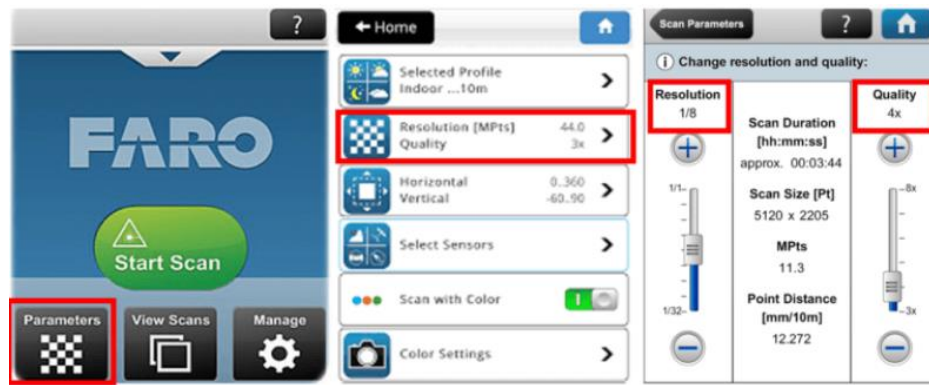 ?
FARO
Start Scan
Parameters
View Scans
Manage
Home
Selected Profile
Indoor ...10m
Resolution [MPts] 44.0
Quality 3x
Horizontal 0..360
Vertical -60..90
Select Sensors
Scan with Color I
Color Settings
Scan Parameters ?
i Change resolution and quality:
Resolution
1/8
1/1
1/32
Scan Duration
[hh:mm:ss]
approx. 00:03:44
Scan Size [Pt]
5120 x 2205
MPts
11.3
Point Distance
[mm/10m]
12.272
Quality
4x
8x
3x